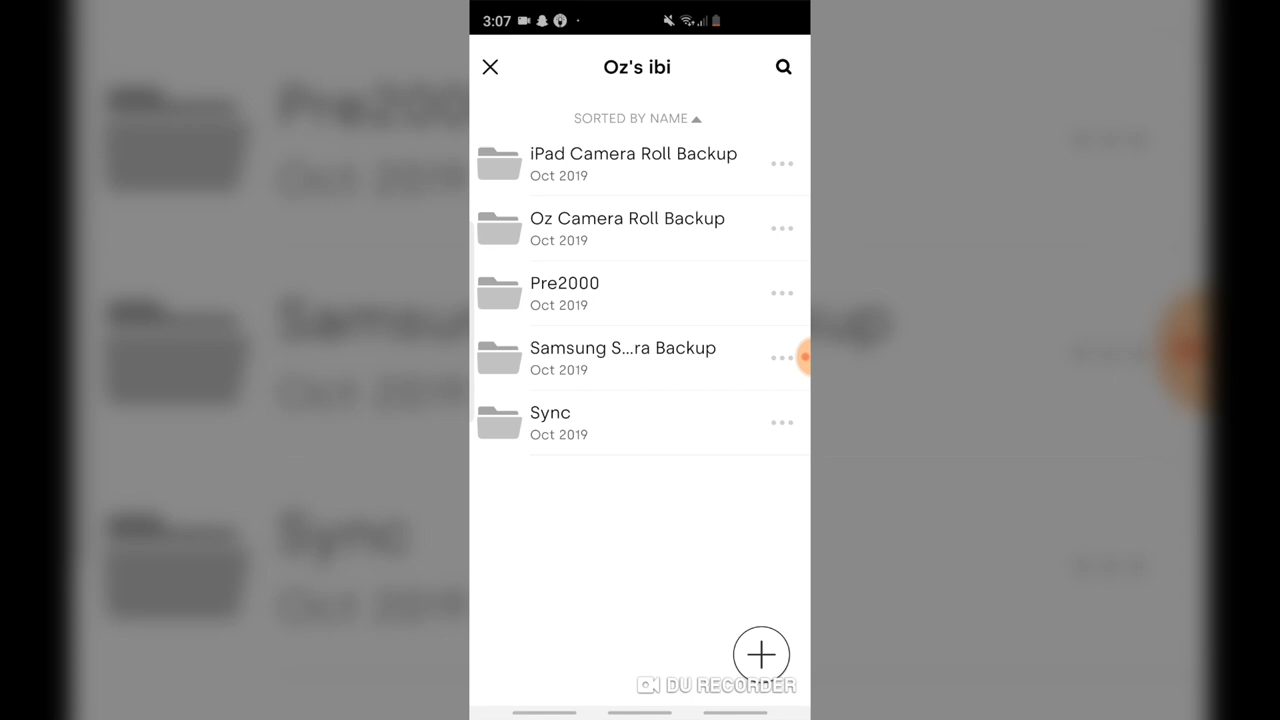 3:07
Oz's ibi
SORTED BY NAME
iPad Camera Roll Backup
Oct 2019
Oz Camera Roll Backup
Oct 2019
Pre2000
Oct 2019
Samsung S...ra Backup
Oct 2019
Sync
Oct 2019
DU RECORDER